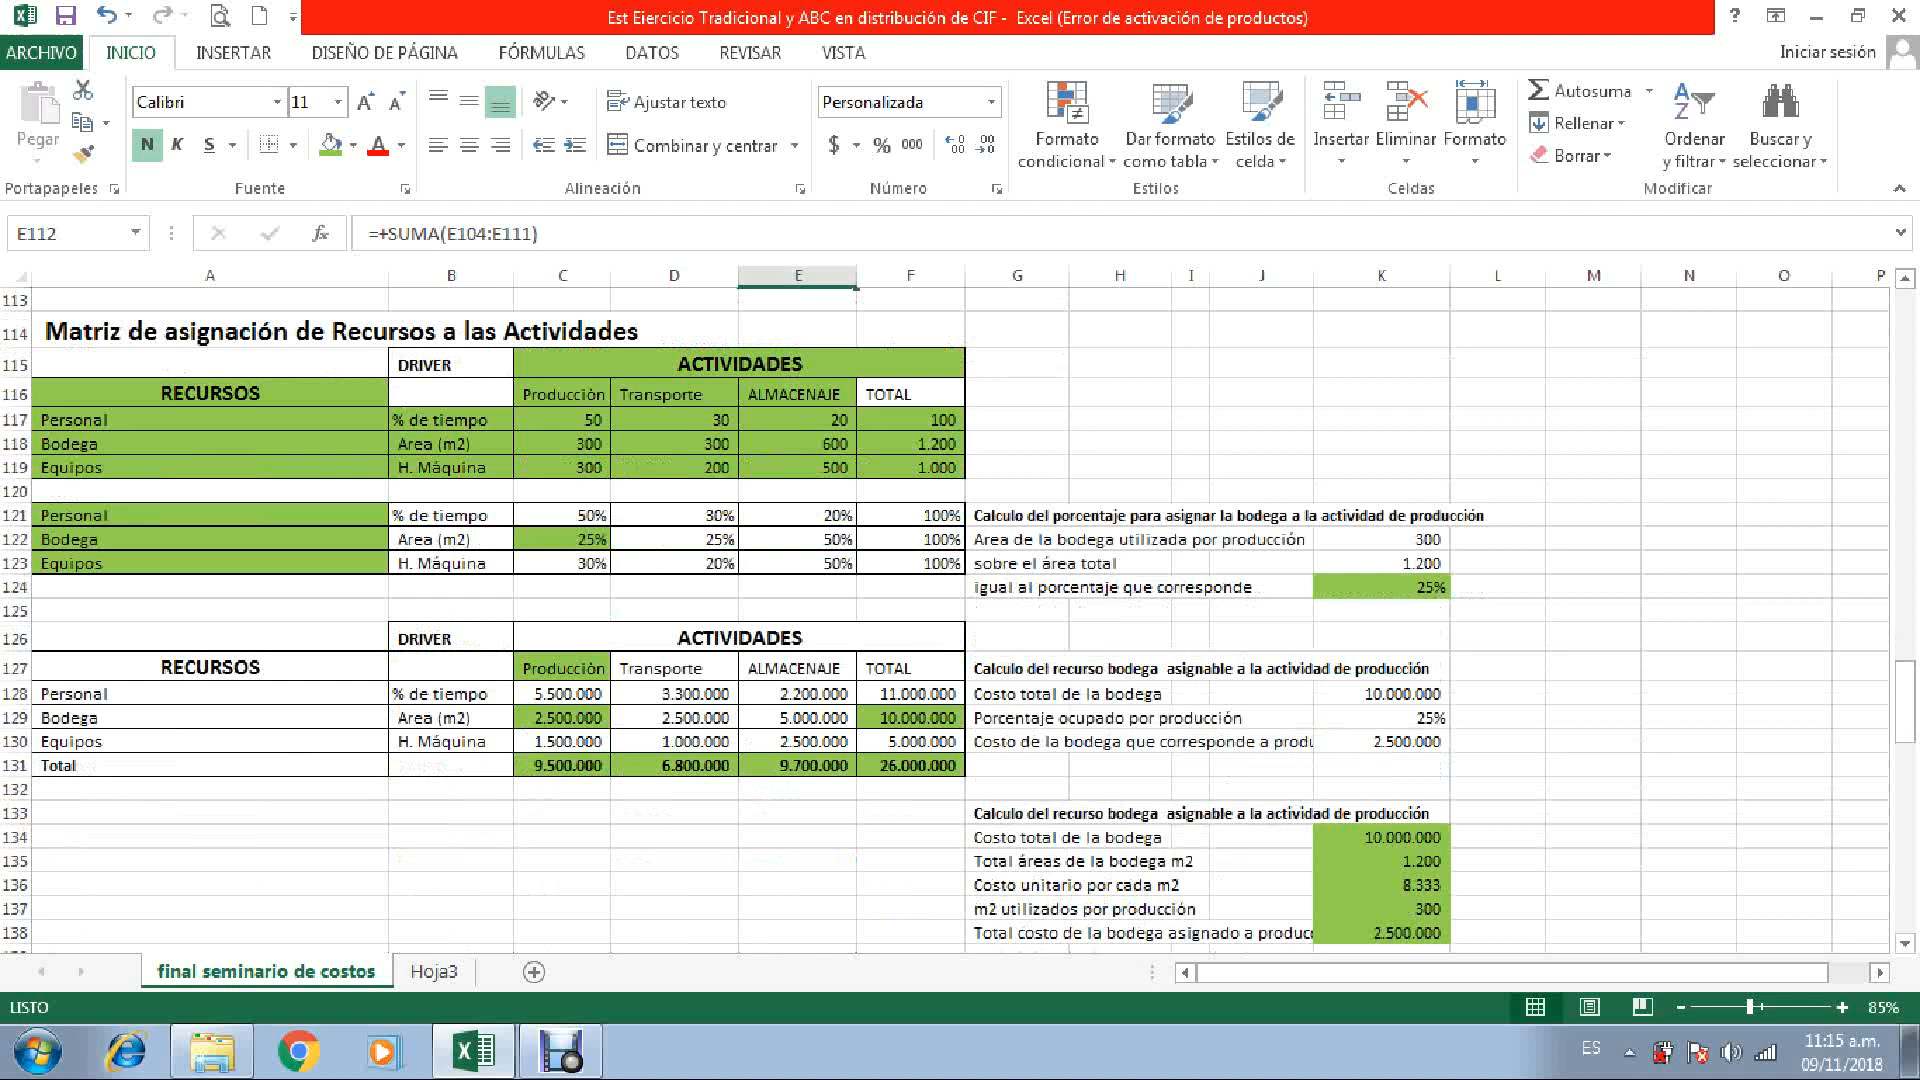 Est Eiercicio Tradicional y ABC en distribución de CIF - Excel (Error de activación de productos)
ARCHIVO INICIO INSERTAR DISEÑO DE PÁGINA FÓRMULAS DATOS REVISAR VISTA Iniciar sesión
Pegar
Calibri 11
N K S
Ajustar texto
Combinar y centrar
Personalizada
$ % 000
Formato condicional
Dar formato como tabla
Estilos de celda
Insertar Eliminar Formato
Autosuma
Rellenar
Borrar
Ordenar y filtrar
Buscar y seleccionar
Portapapeles Fuente Alineación Número Estilos Celdas Modificar
E112 fx =+SUMA(E104:E111)
A B C D E F G H I J K L M N O P
113
114 Matriz de asignación de Recursos a las Actividades
115 DRIVER ACTIVIDADES
116 RECURSOS Producciòn Transporte ALMACENAJE TOTAL
117 Personal % de tiempo 50 30 20 100
118 Bodega Area (m2) 300 300 600 1.200
119 Equipos H. Máquina 300 200 500 1.000
120
121 Personal % de tiempo 50% 30% 20% 100% Calculo del porcentaje para asignar la bodega a la actividad de producción
122 Bodega Area (m2) 25% 25% 50% 100% Area de la bodega utilizada por producción 300
123 Equipos H. Máquina 30% 20% 50% 100% sobre el área total 1.200
124 igual al porcentaje que corresponde 25%
125
126 DRIVER ACTIVIDADES
127 RECURSOS Producciòn Transporte ALMACENAJE TOTAL Calculo del recurso bodega asignable a la actividad de producción
128 Personal % de tiempo 5.500.000 3.300.000 2.200.000 11.000.000 Costo total de la bodega 10.000.000
129 Bodega Area (m2) 2.500.000 2.500.000 5.000.000 10.000.000 Porcentaje ocupado por producción 25%
130 Equipos H. Máquina 1.500.000 1.000.000 2.500.000 5.000.000 Costo de la bodega que corresponde a produ 2.500.000
131 Total 9.500.000 6.800.000 9.700.000 26.000.000
132
133 Calculo del recurso bodega asignable a la actividad de producción
134 Costo total de la bodega 10.000.000
135 Total áreas de la bodega m2 1.200
136 Costo unitario por cada m2 8.333
137 m2 utilizados por producción 300
138 Total costo de la bodega asignado a produc 2.500.000
final seminario de costos Hoja3
LISTO 85%
ES 11:15 a.m.
09/11/2018